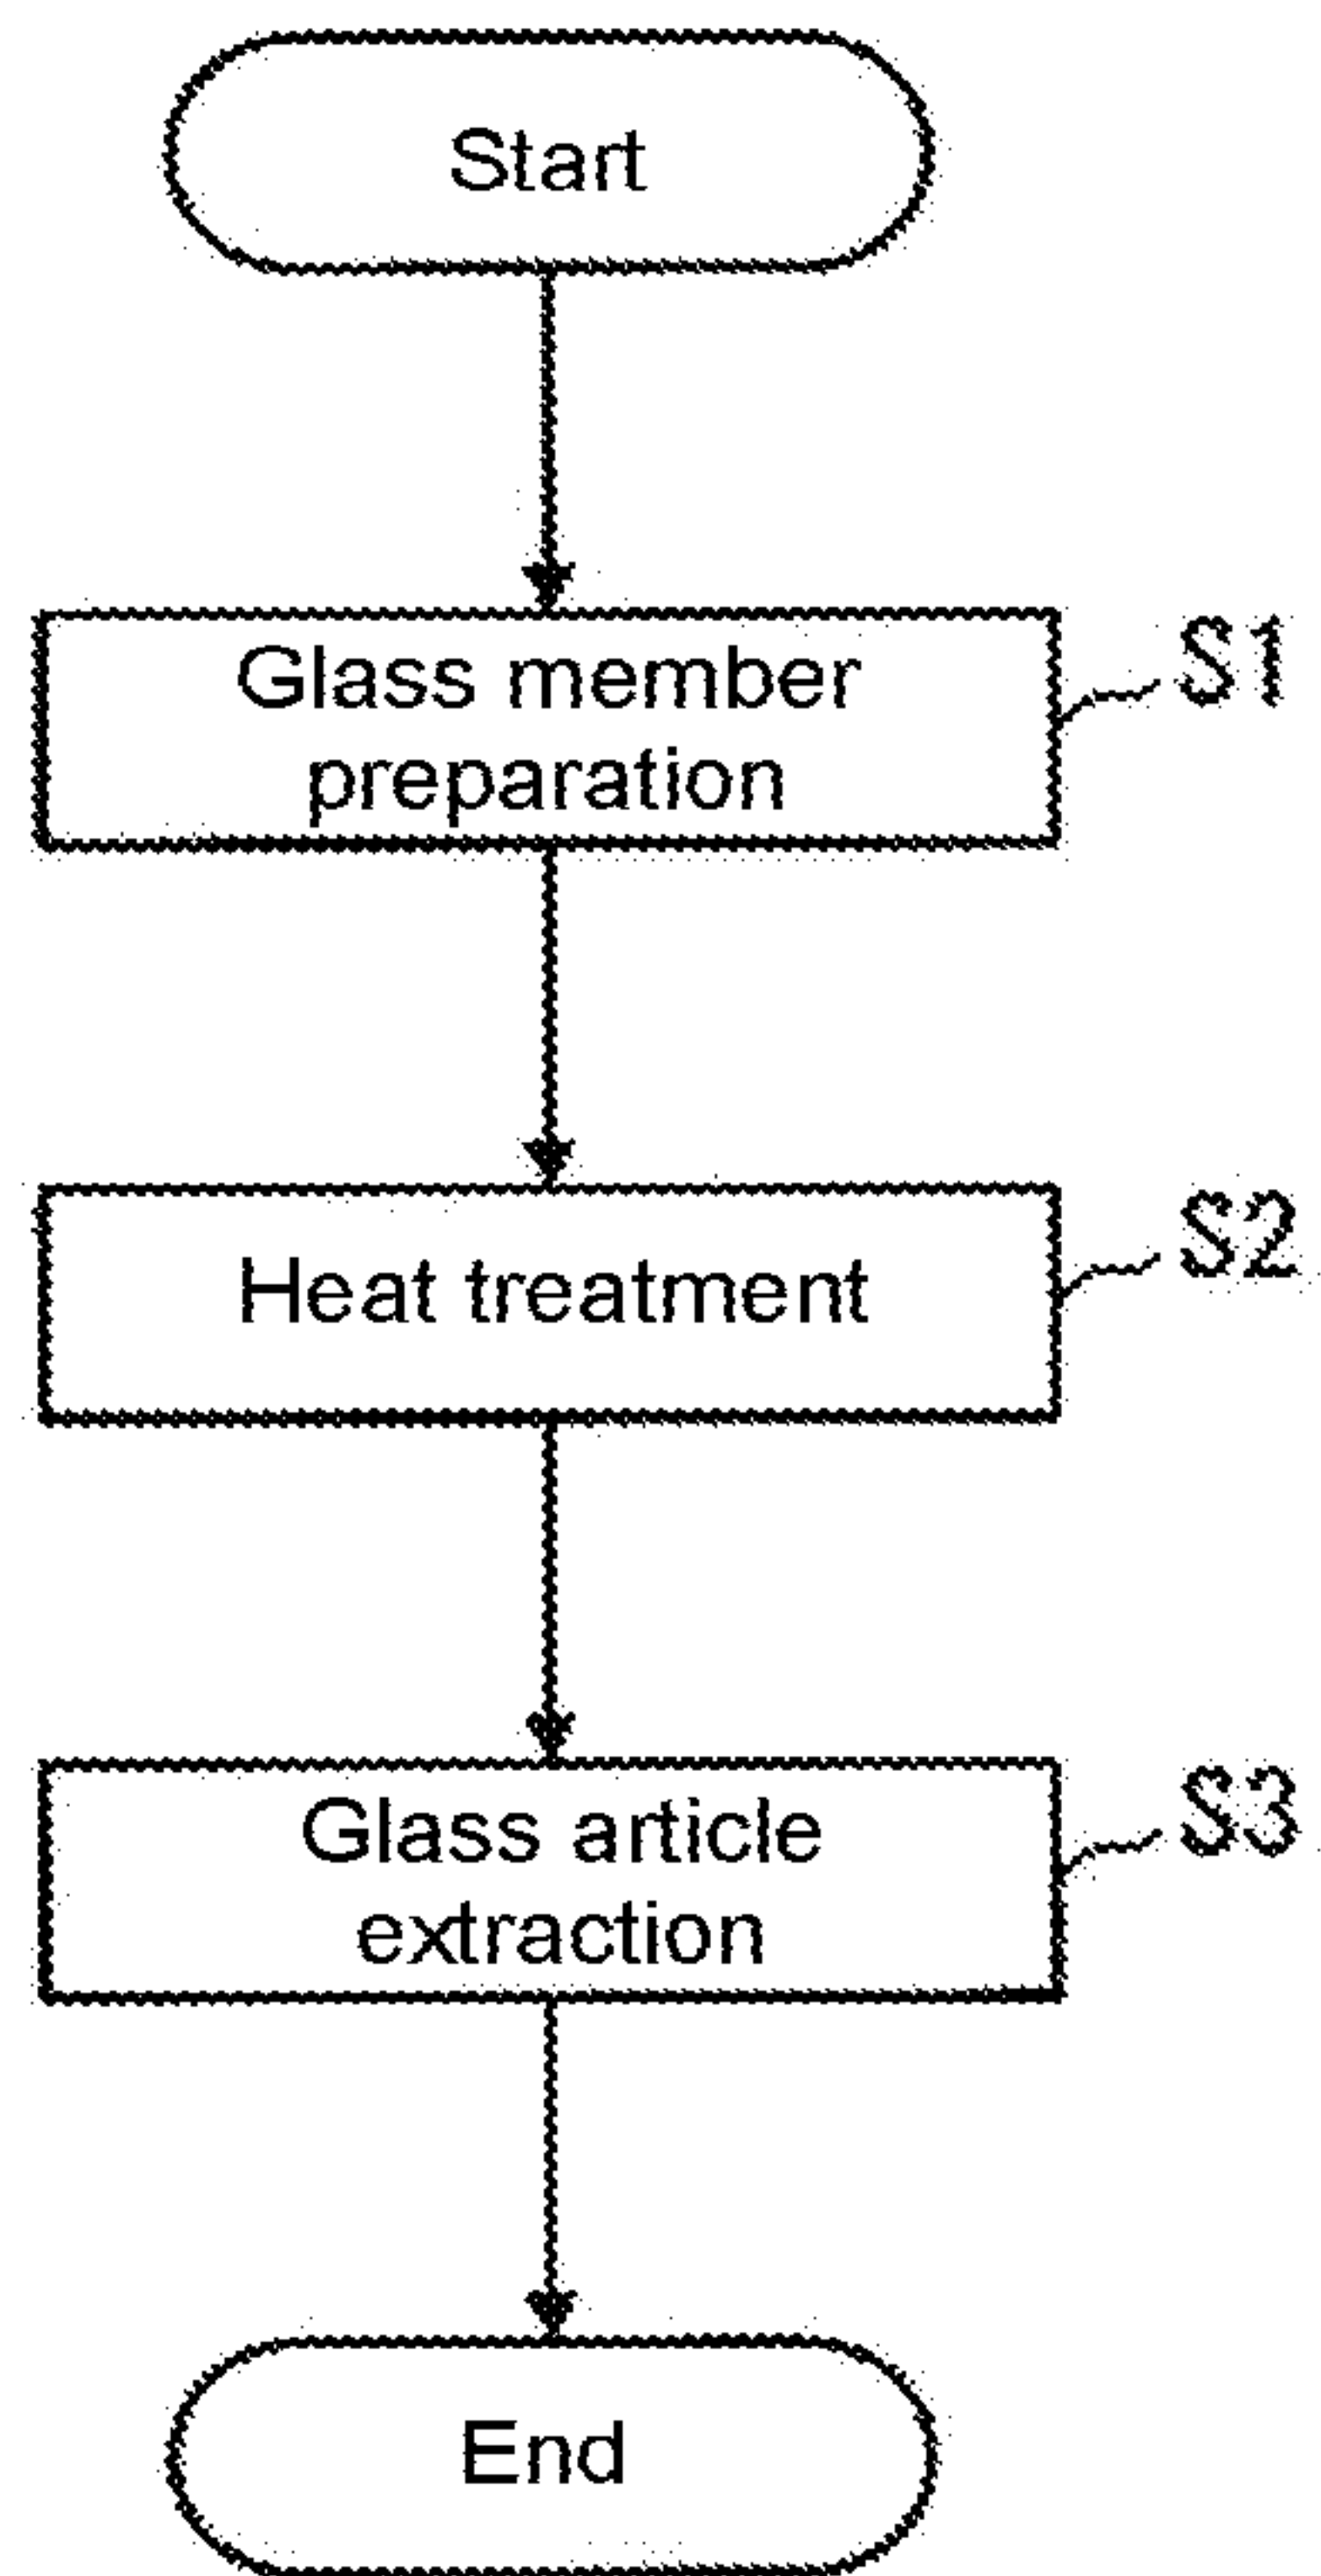 Start
Glass member
preparation
S1
Heat treatment
S2
Glass article
extraction
S3
End